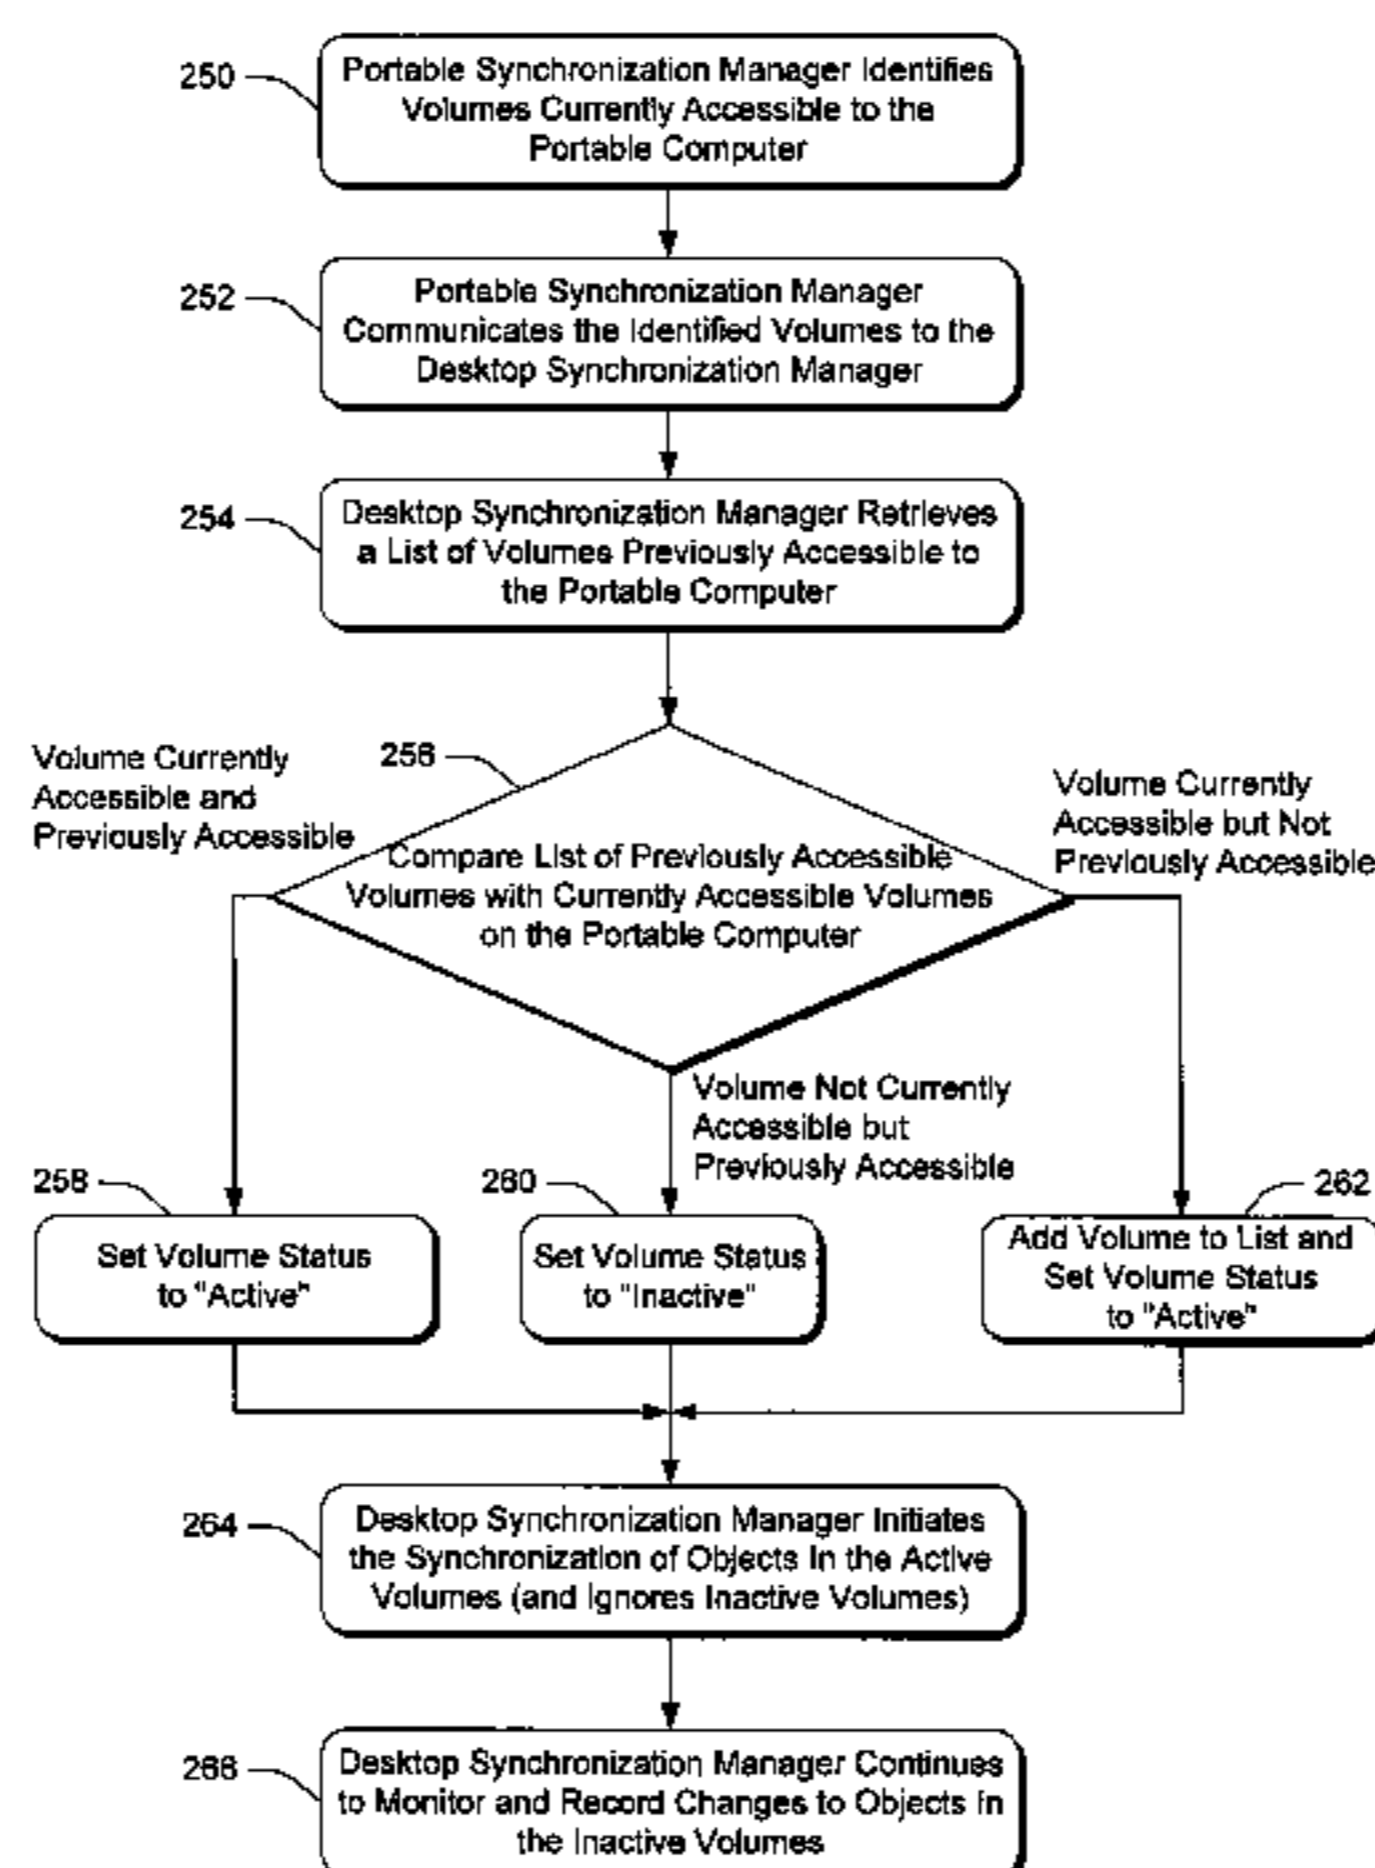 250
Portable Synchronization Manager Identifies
Volumes Currently Accessible to the
Portable Computer
252
Portable Synchronization Manager
Communicates the Identified Volumes to the
Desktop Synchronization Manager
254
Desktop Synchronization Manager Retrieves
a List of Volumes Previously Accessible to
the Portable Computer
Volume Currently
Accessible and
Previously Accessible
256
Volume Currently
Accessible but Not
Previously Accessible
Compare List of Previously Accessible
Volumes with Currently Accessible Volumes
on the Portable Computer
Volume Not Currently
Accessible but
Previously Accessible
258
Set Volume Status
to "Active"
260
Set Volume Status
to "Inactive"
262
Add Volume to List and
Set Volume Status
to "Active"
264
Desktop Synchronization Manager Initiates
the Synchronization of Objects in the Active
Volumes (and Ignores Inactive Volumes)
266
Desktop Synchronization Manager Continues
to Monitor and Record Changes to Objects in
the Inactive Volumes